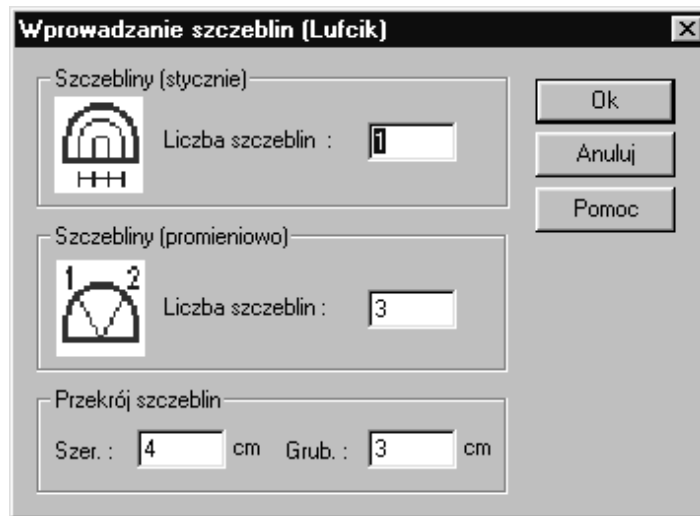 Wprowadzanie szczeblin (Lufcik)
Szczebliny (stycznie)
Liczba szczeblin : 1
Szczebliny (promieniowo)
1 2
Liczba szczeblin : 3
Przekrój szczeblin
Szer. : 4 cm Grub. : 3 cm
Ok
Anuluj
Pomoc